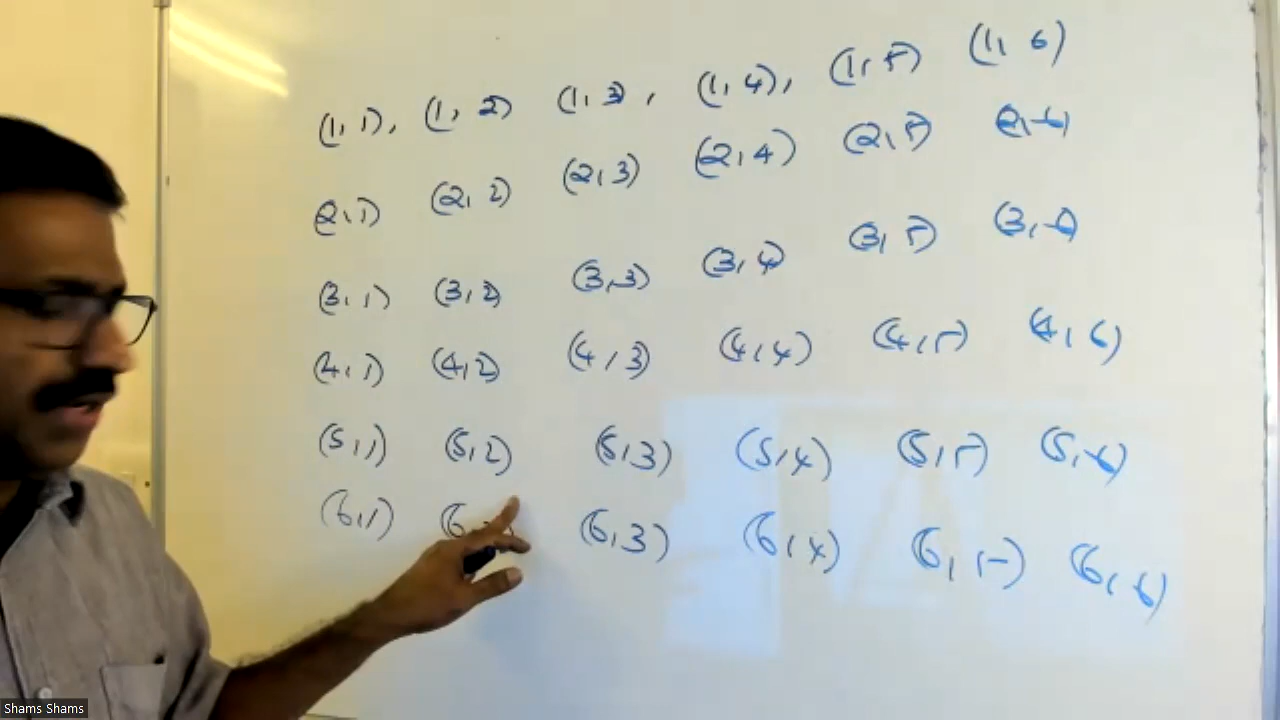 (1, 1), (1, 2) (1, 3), (1, 4), (1, 5) (1, 6)
(2, 1) (2, 2) (2, 3) (2, 4) (2, 5) (2, 6)
(3, 1) (3, 2) (3, 3) (3, 4) (3, 5) (3, 6)
(4, 1) (4, 2) (4, 3) (4, 4) (4, 5) (4, 6)
(5, 1) (5, 2) (5, 3) (5, 4) (5, 5) (5, 6)
(6, 1) (6, (6, 3) (6, 4) (6, 5) (6, 6)
Shams Shams